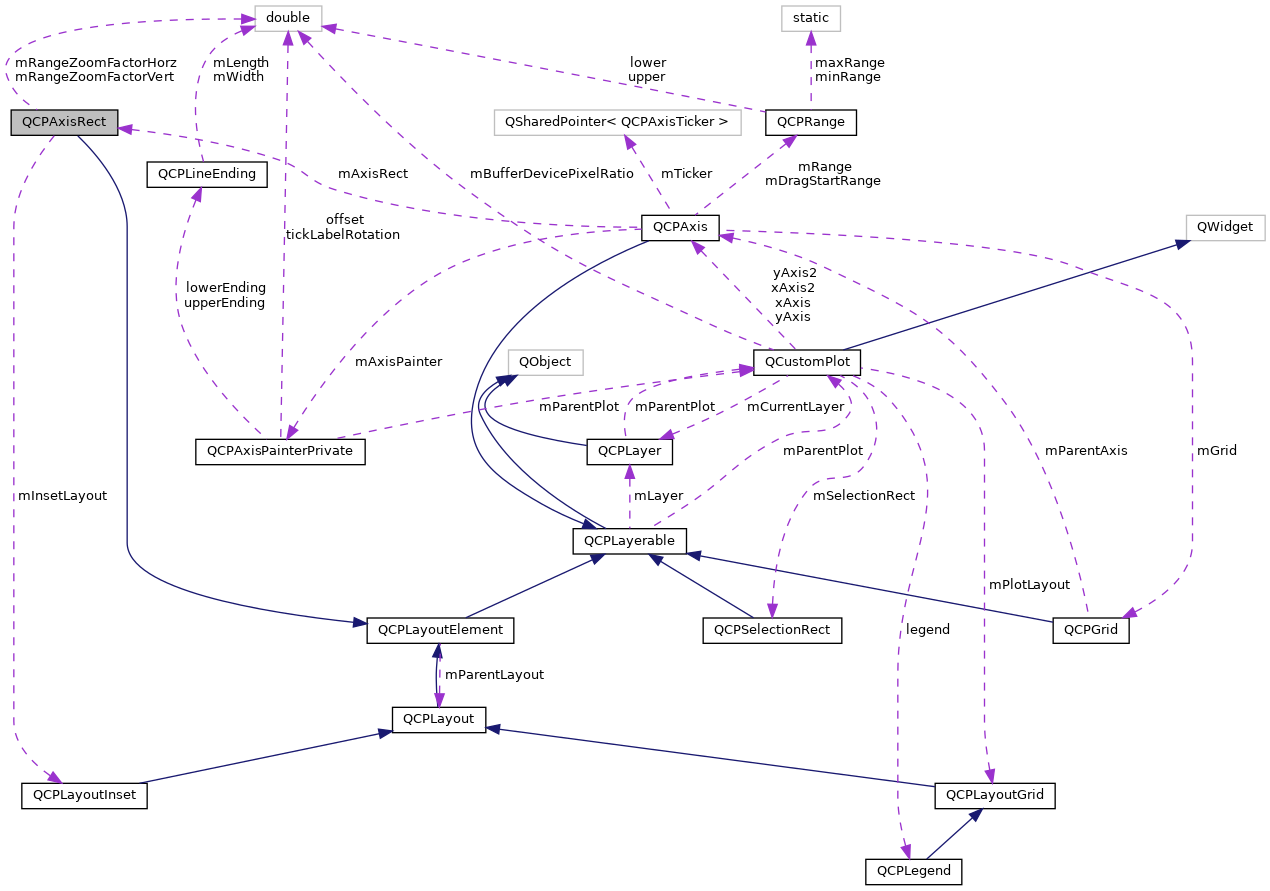 double
static
mRangeZoomFactorHorz
mRangeZoomFactorVert
mLength
mWidth
lower
upper
maxRange
minRange
QCPAxisRect
QSharedPointer< QCPAxisTicker >
QCPRange
QCPLineEnding
mAxisRect
mBufferDevicePixelRatio
mTicker
mRange
mDragStartRange
offset
tickLabelRotation
QCPAxis
QWidget
lowerEnding
upperEnding
yAxis2
xAxis2
xAxis
yAxis
mAxisPainter
QObject
QCustomPlot
mParentPlot
mParentPlot
mCurrentLayer
QCPAxisPainterPrivate
QCPLayer
mParentPlot
mParentAxis
mGrid
mInsetLayout
mLayer
mSelectionRect
QCPLayerable
mPlotLayout
QCPLayoutElement
QCPSelectionRect
legend
QCPGrid
mParentLayout
QCPLayout
QCPLayoutInset
QCPLayoutGrid
QCPLegend